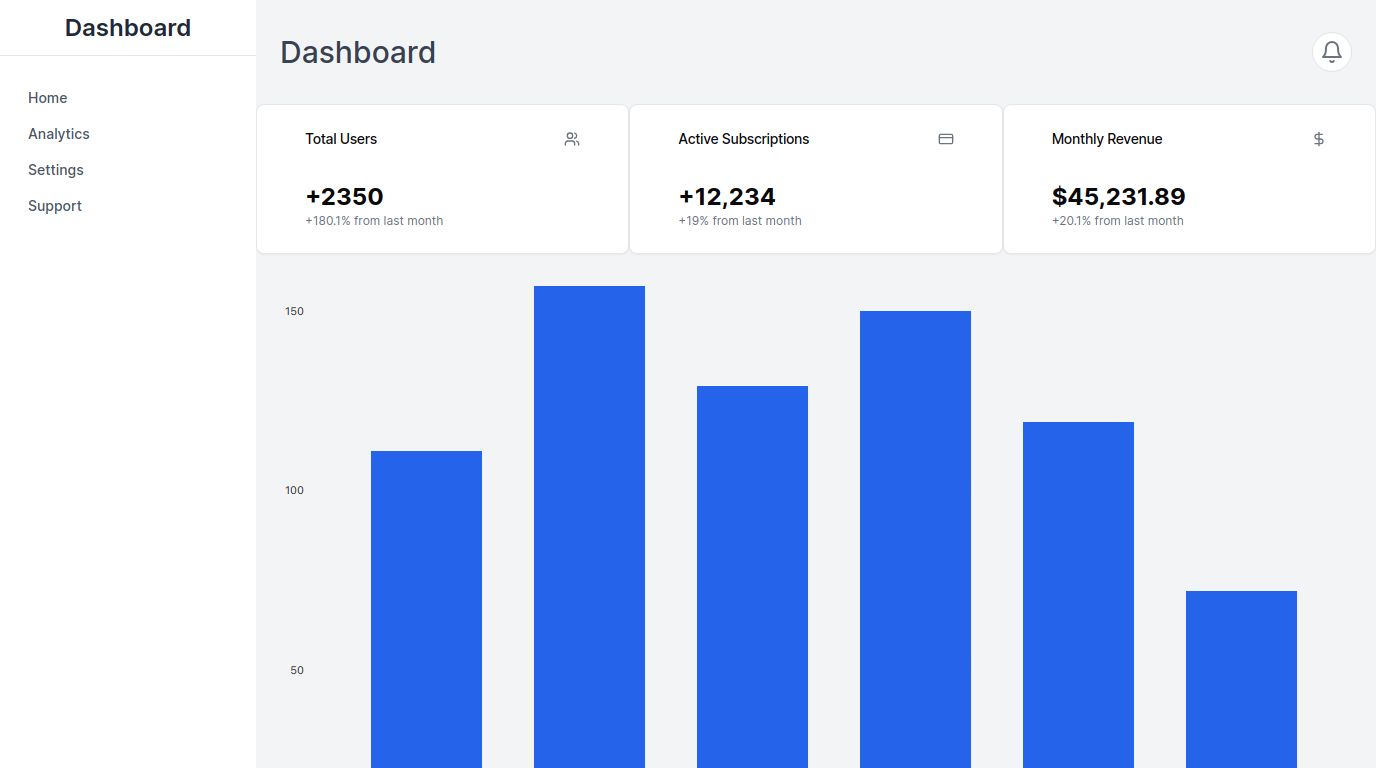 Dashboard
Home
Analytics
Settings
Support
Dashboard
Total Users
+2350
+180.1% from last month
Active Subscriptions
+12,234
+19% from last month
Monthly Revenue
$45,231.89
+20.1% from last month
150
100
50